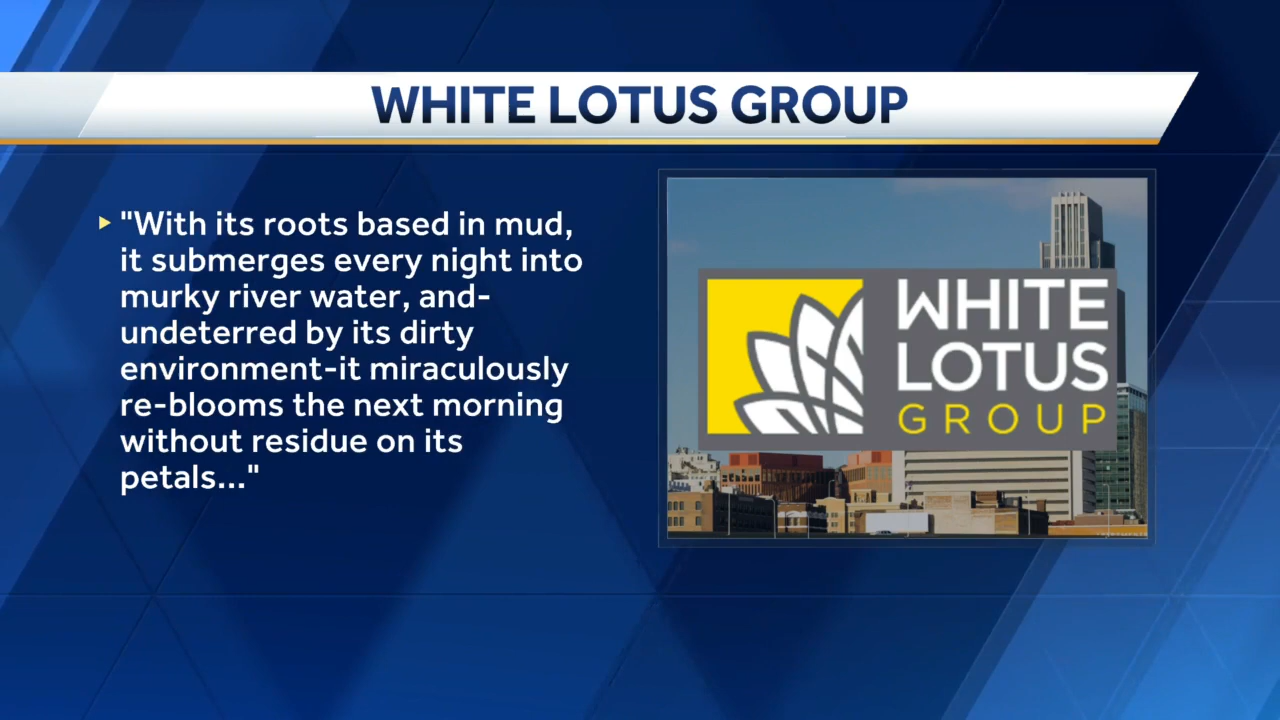 WHITE LOTUS GROUP
"With its roots based in mud,
it submerges every night into
murky river water, and-
undeterred by its dirty
environment-it miraculously
re-blooms the next morning
without residue on its
petals..."
WHITE
LOTUS
GROUP